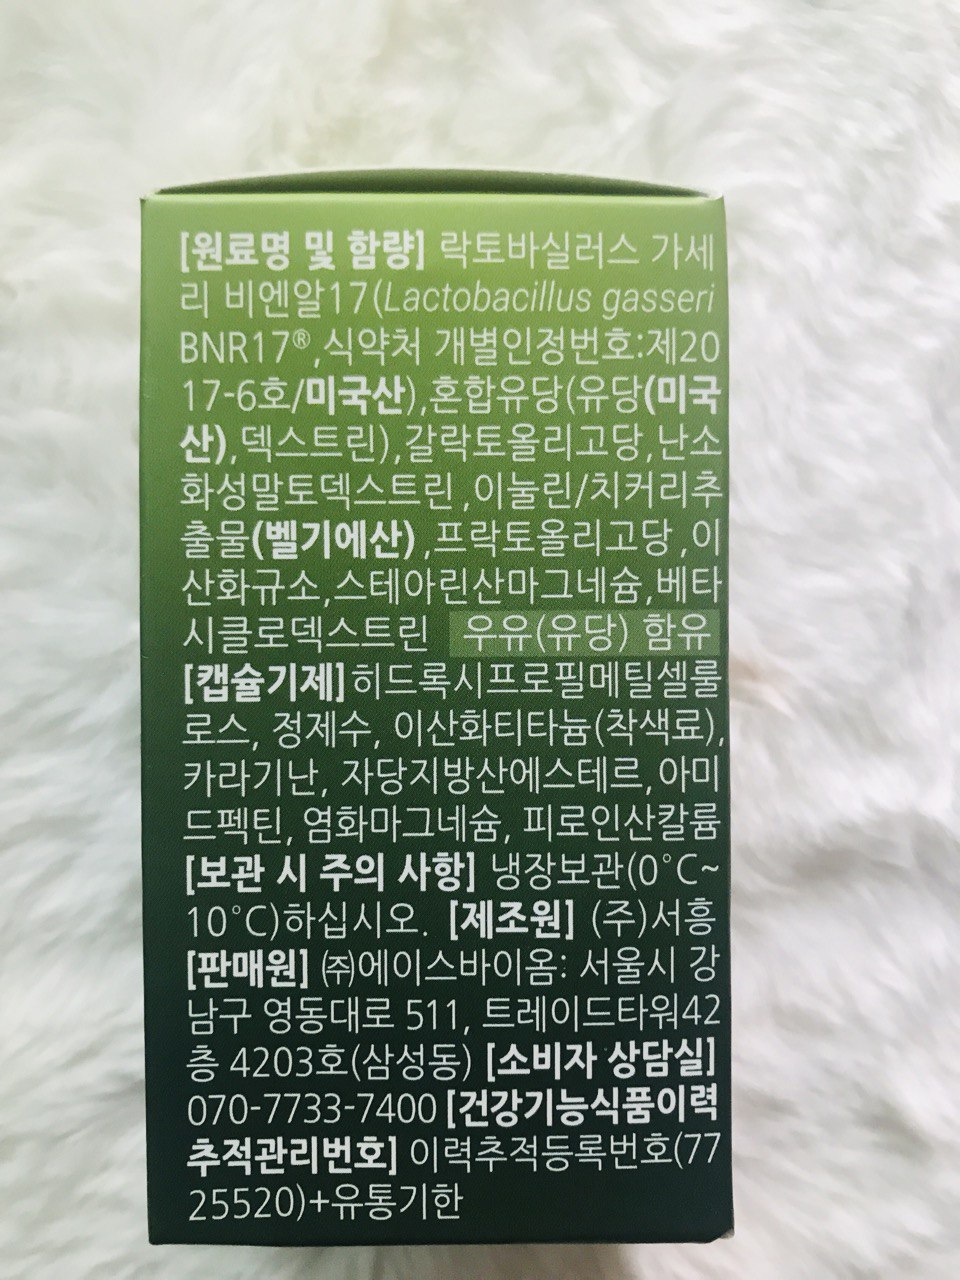 [원료명 및 함량] 락토바실러스 가세
리 비엔알17(Lactobacillus gasseri
BNR17®,식약처 개별인정번호:제20
17-6호/미국산),혼합유당(유당(미국
산),덱스트린),갈락토올리고당,난소
화성말토덱스트린,이눌린/치커리추
출물(벨기에산),프락토올리고당,이
산화규소,스테아린산마그네슘,베타
시클로덱스트린 우유(유당) 함유
[캡슐기제]히드록시프로필메틸셀룰
로스, 정제수, 이산화티타늄(착색료),
카라기난, 자당지방산에스테르,아미
드펙틴, 염화마그네슘, 피로인산칼륨
[보관 시 주의 사항] 냉장보관(0°C~
10°C)하십시오. [제조원] (주)서흥
[판매원] ㈜에이스바이옴: 서울시 강
남구 영동대로 511, 트레이드타워42
층 4203호(삼성동) [소비자 상담실]
070-7733-7400 [건강기능식품이력
추적관리번호] 이력추적등록번호(77
25520)+유통기한